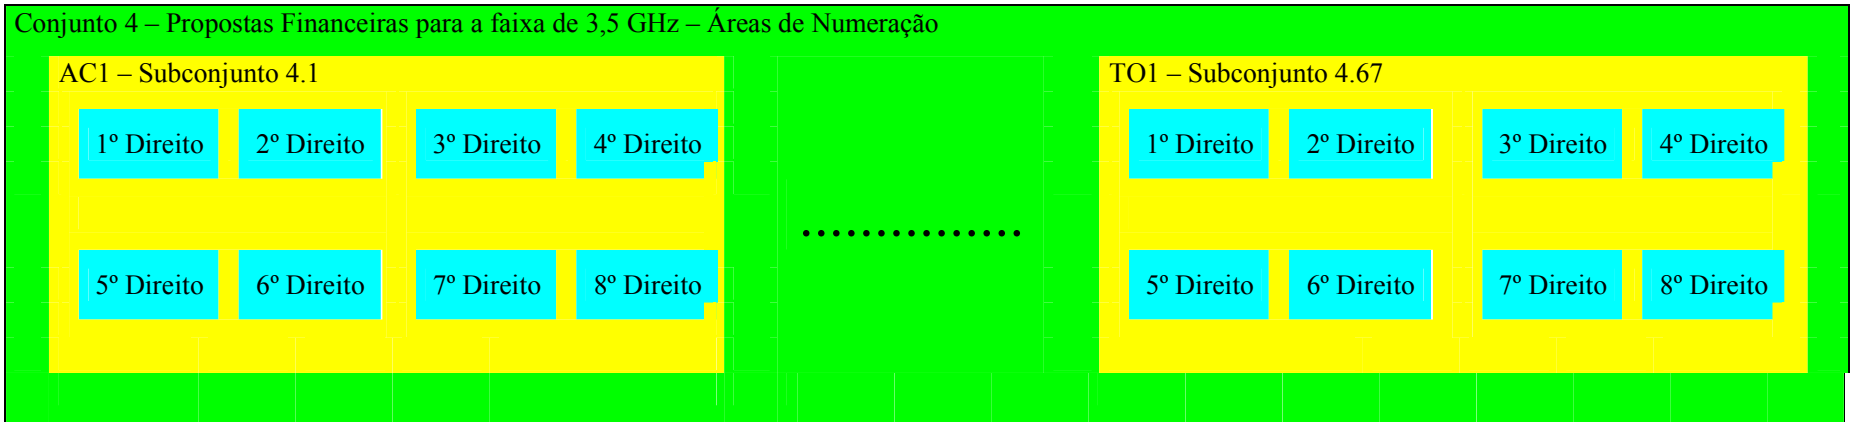 Conjunto 4 – Propostas Financeiras para a faixa de 3,5 GHz – Áreas de Numeração
AC1 – Subconjunto 4.1
1º Direito 2º Direito 3º Direito 4º Direito
5º Direito 6º Direito 7º Direito 8º Direito
...............
TO1 – Subconjunto 4.67
1º Direito 2º Direito 3º Direito 4º Direito
5º Direito 6º Direito 7º Direito 8º Direito